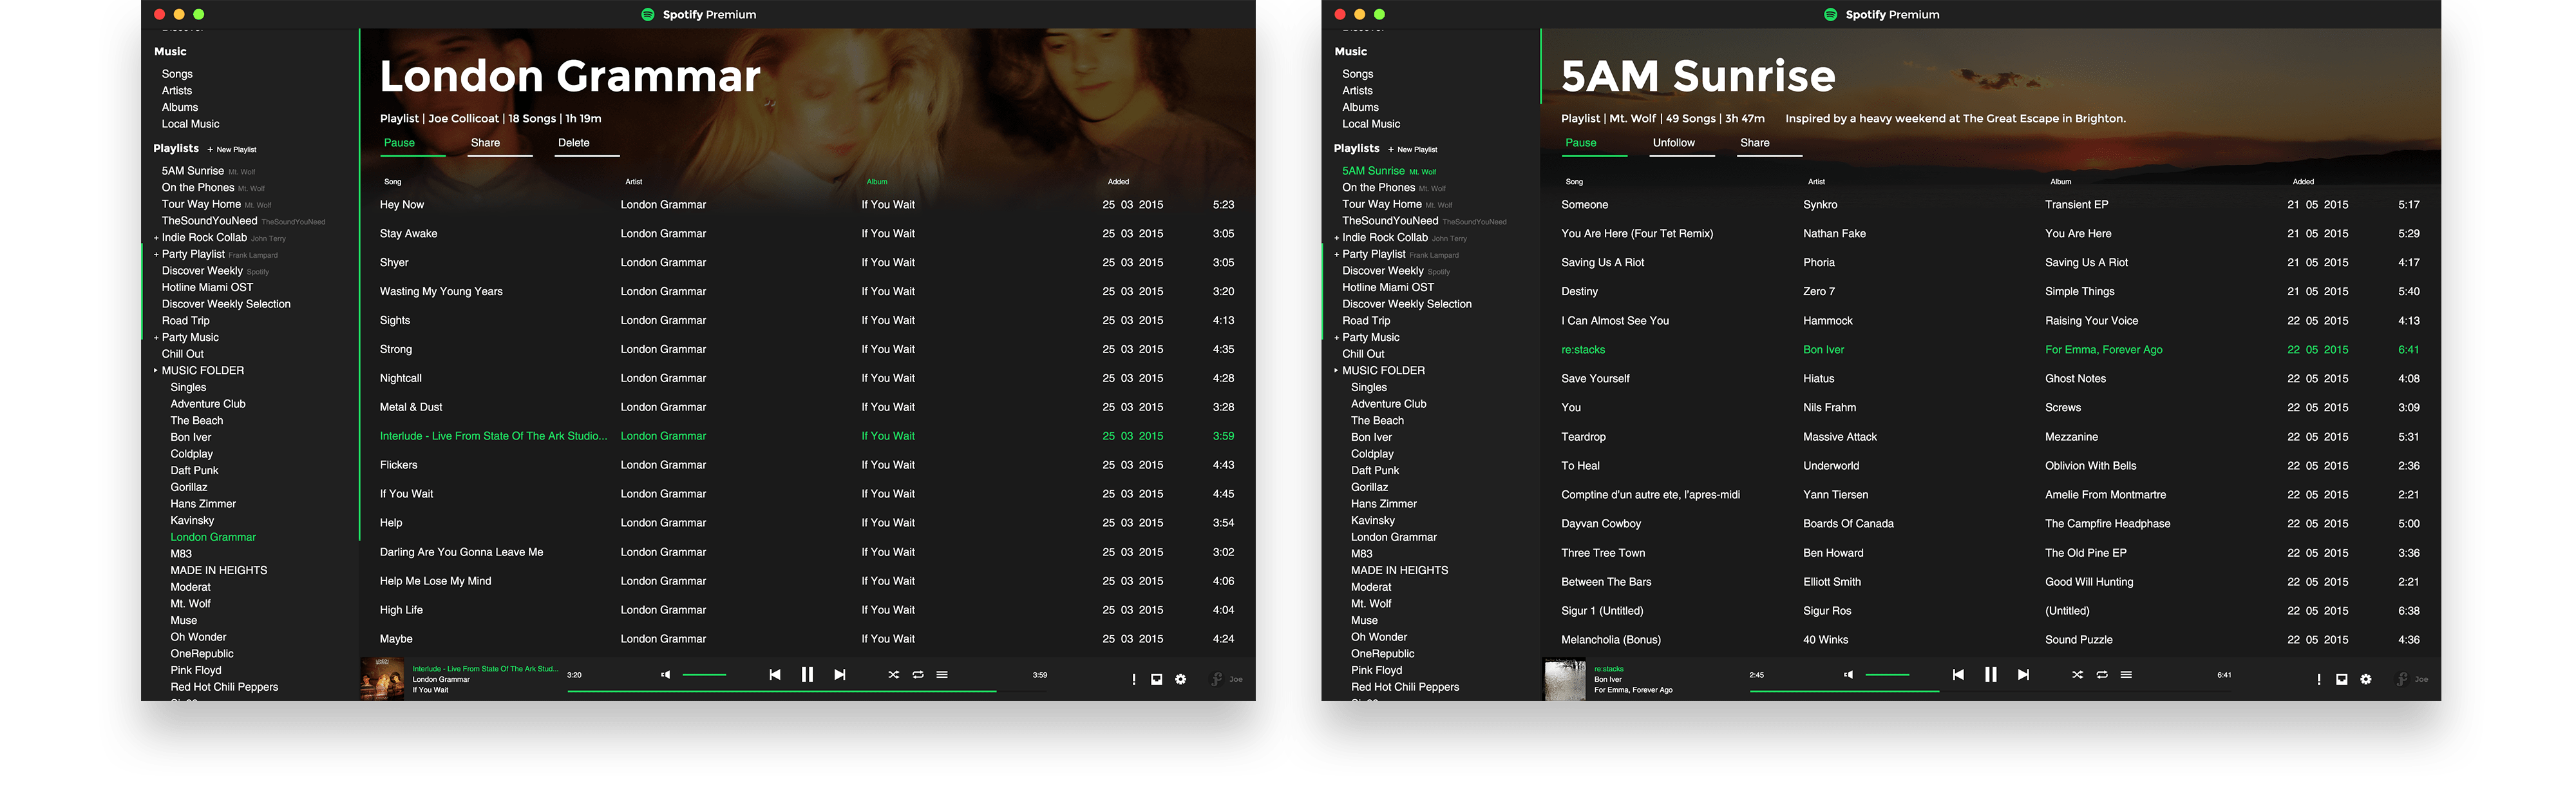 Spotify Premium
Music
Songs
Artists
Albums
Local Music
Playlists + New Playlist
5AM Sunrise Mt. Wolf
On the Phones Mt. Wolf
Tour Way Home Mt. Wolf
TheSoundYouNeed TheSoundYouNeed
+ Indie Rock Collab John Terry
+ Party Playlist Frank Lampard
Discover Weekly Spotify
Hotline Miami OST
Discover Weekly Selection
Road Trip
+ Party Music
Chill Out
MUSIC FOLDER
Singles
Adventure Club
The Beach
Bon Iver
Coldplay
Daft Punk
Gorillaz
Hans Zimmer
Kavinsky
London Grammar
M83
MADE IN HEIGHTS
Moderat
Mt. Wolf
Muse
Oh Wonder
OneRepublic
Pink Floyd
Red Hot Chili Peppers
London Grammar
Playlist | Joe Collicoat | 18 Songs | 1h 19m
Pause Share Delete
Song Artist Album Added
Hey Now London Grammar If You Wait 25 03 2015 5:23
Stay Awake London Grammar If You Wait 25 03 2015 3:05
Shyer London Grammar If You Wait 25 03 2015 3:05
Wasting My Young Years London Grammar If You Wait 25 03 2015 3:20
Sights London Grammar If You Wait 25 03 2015 4:13
Strong London Grammar If You Wait 25 03 2015 4:35
Nightcall London Grammar If You Wait 25 03 2015 4:28
Metal & Dust London Grammar If You Wait 25 03 2015 3:28
Interlude - Live From State Of The Ark Studio... London Grammar If You Wait 25 03 2015 3:59
Flickers London Grammar If You Wait 25 03 2015 4:43
If You Wait London Grammar If You Wait 25 03 2015 4:45
Help London Grammar If You Wait 25 03 2015 3:54
Darling Are You Gonna Leave Me London Grammar If You Wait 25 03 2015 3:02
Help Me Lose My Mind London Grammar If You Wait 25 03 2015 4:06
High Life London Grammar If You Wait 25 03 2015 4:04
Maybe London Grammar If You Wait 25 03 2015 4:24
Interlude - Live From State Of The Ark Stud...
London Grammar
If You Wait
3:20 3:59
Joe
Spotify Premium
Music
Songs
Artists
Albums
Local Music
Playlists + New Playlist
5AM Sunrise Mt. Wolf
On the Phones Mt. Wolf
Tour Way Home Mt. Wolf
TheSoundYouNeed TheSoundYouNeed
+ Indie Rock Collab John Terry
+ Party Playlist Frank Lampard
Discover Weekly Spotify
Hotline Miami OST
Discover Weekly Selection
Road Trip
+ Party Music
Chill Out
MUSIC FOLDER
Singles
Adventure Club
The Beach
Bon Iver
Coldplay
Daft Punk
Gorillaz
Hans Zimmer
Kavinsky
London Grammar
M83
MADE IN HEIGHTS
Moderat
Mt. Wolf
Muse
Oh Wonder
OneRepublic
Pink Floyd
Red Hot Chili Peppers
5AM Sunrise
Playlist | Mt. Wolf | 49 Songs | 3h 47m Inspired by a heavy weekend at The Great Escape in Brighton.
Pause Unfollow Share
Song Artist Album Added
Someone Synkro Transient EP 21 05 2015 5:17
You Are Here (Four Tet Remix) Nathan Fake You Are Here 21 05 2015 5:29
Saving Us A Riot Phoria Saving Us A Riot 21 05 2015 4:17
Destiny Zero 7 Simple Things 21 05 2015 5:40
I Can Almost See You Hammock Raising Your Voice 22 05 2015 4:13
re:stacks Bon Iver For Emma, Forever Ago 22 05 2015 6:41
Save Yourself Hiatus Ghost Notes 22 05 2015 4:08
You Nils Frahm Screws 22 05 2015 3:09
Teardrop Massive Attack Mezzanine 22 05 2015 5:31
To Heal Underworld Oblivion With Bells 22 05 2015 2:36
Comptine d'un autre ete, l'apres-midi Yann Tiersen Amelie From Montmartre 22 05 2015 2:21
Dayvan Cowboy Boards Of Canada The Campfire Headphase 22 05 2015 5:00
Three Tree Town Ben Howard The Old Pine EP 22 05 2015 3:36
Between The Bars Elliott Smith Good Will Hunting 22 05 2015 2:21
Sigur 1 (Untitled) Sigur Ros (Untitled) 22 05 2015 6:38
Melancholia (Bonus) 40 Winks Sound Puzzle 22 05 2015 4:36
re:stacks
Bon Iver
For Emma, Forever Ago
2:45 6:41
Joe